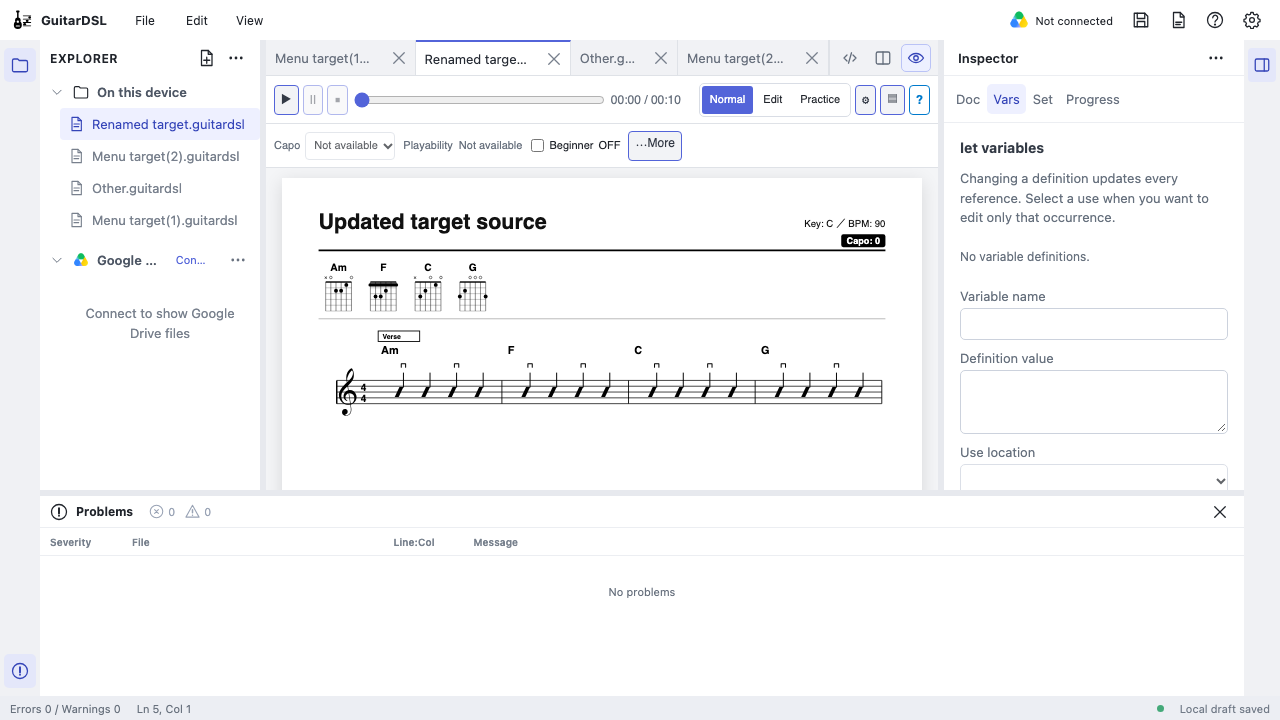 GuitarDSL File Edit View Not connected
EXPLORER
On this device
Renamed target.guitardsl
Menu target(2).guitardsl
Other.guitardsl
Menu target(1).guitardsl
Google ... Con...
Connect to show Google
Drive files
Menu target(1... Renamed targe... Other.g... Menu target(2...
00:00 / 00:10 Normal Edit Practice ?
Capo Not available Playability Not available Beginner OFF ...More
Updated target source
Key: C / BPM: 90
Capo: 0
Am F C G
Verse
Am F C G
4
4
Inspector
Doc Vars Set Progress
let variables
Changing a definition updates every
reference. Select a use when you want to
edit only that occurrence.
No variable definitions.
Variable name
Definition value
Use location
Problems 0 0
Severity File Line:Col Message
No problems
Errors 0 / Warnings 0 Ln 5, Col 1 Local draft saved